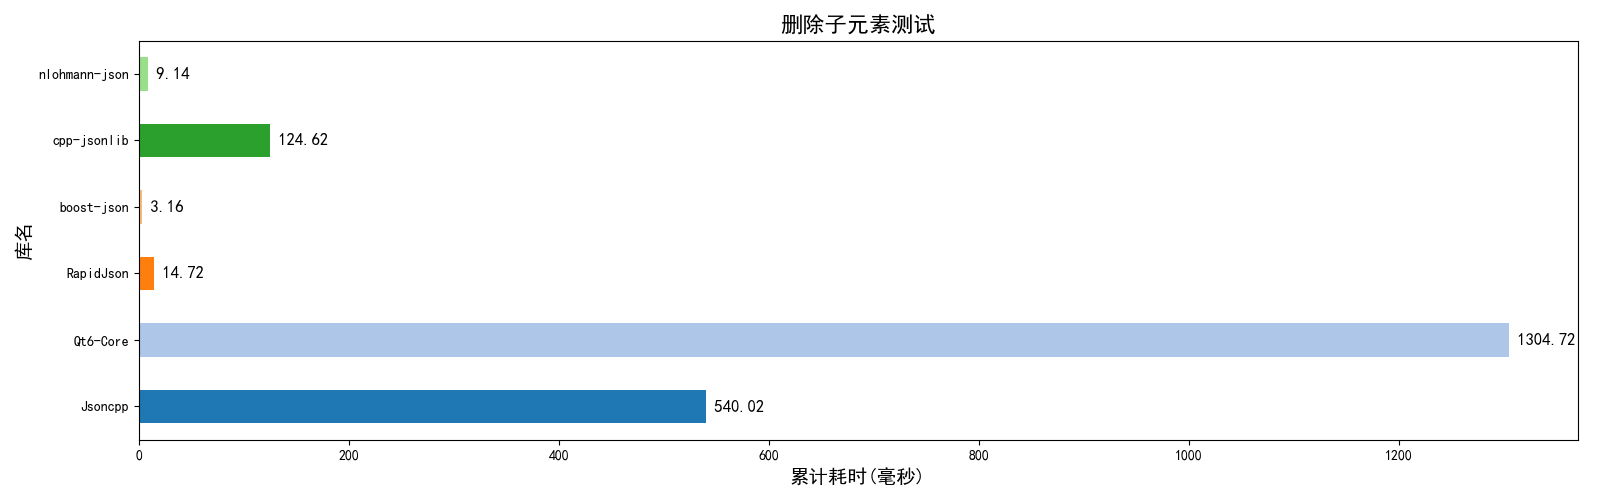 删除子元素测试
库名
nlohmann-json 9.14
cpp-jsonlib 124.62
boost-json 3.16
RapidJson 14.72
Qt6-Core 1304.72
Jsoncpp 540.02
0 200 400 600 800 1000 1200
累计耗时(毫秒)